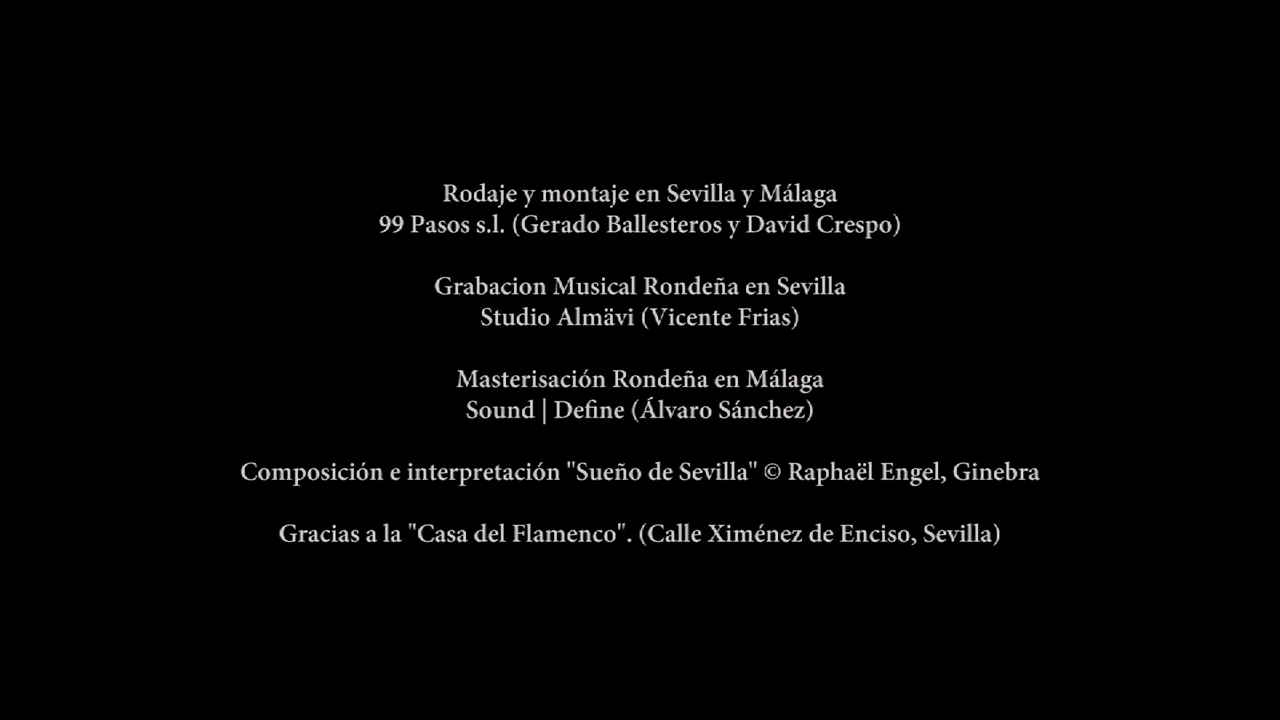 Rodaje y montaje en Sevilla y Málaga
99 Pasos s.l. (Gerado Ballesteros y David Crespo)
Grabacion Musical Rondeña en Sevilla
Studio Almävi (Vicente Frias)
Masterisación Rondeña en Málaga
Sound | Define (Álvaro Sánchez)
Composición e interpretación "Sueño de Sevilla" © Raphaël Engel, Ginebra
Gracias a la "Casa del Flamenco". (Calle Ximénez de Enciso, Sevilla)